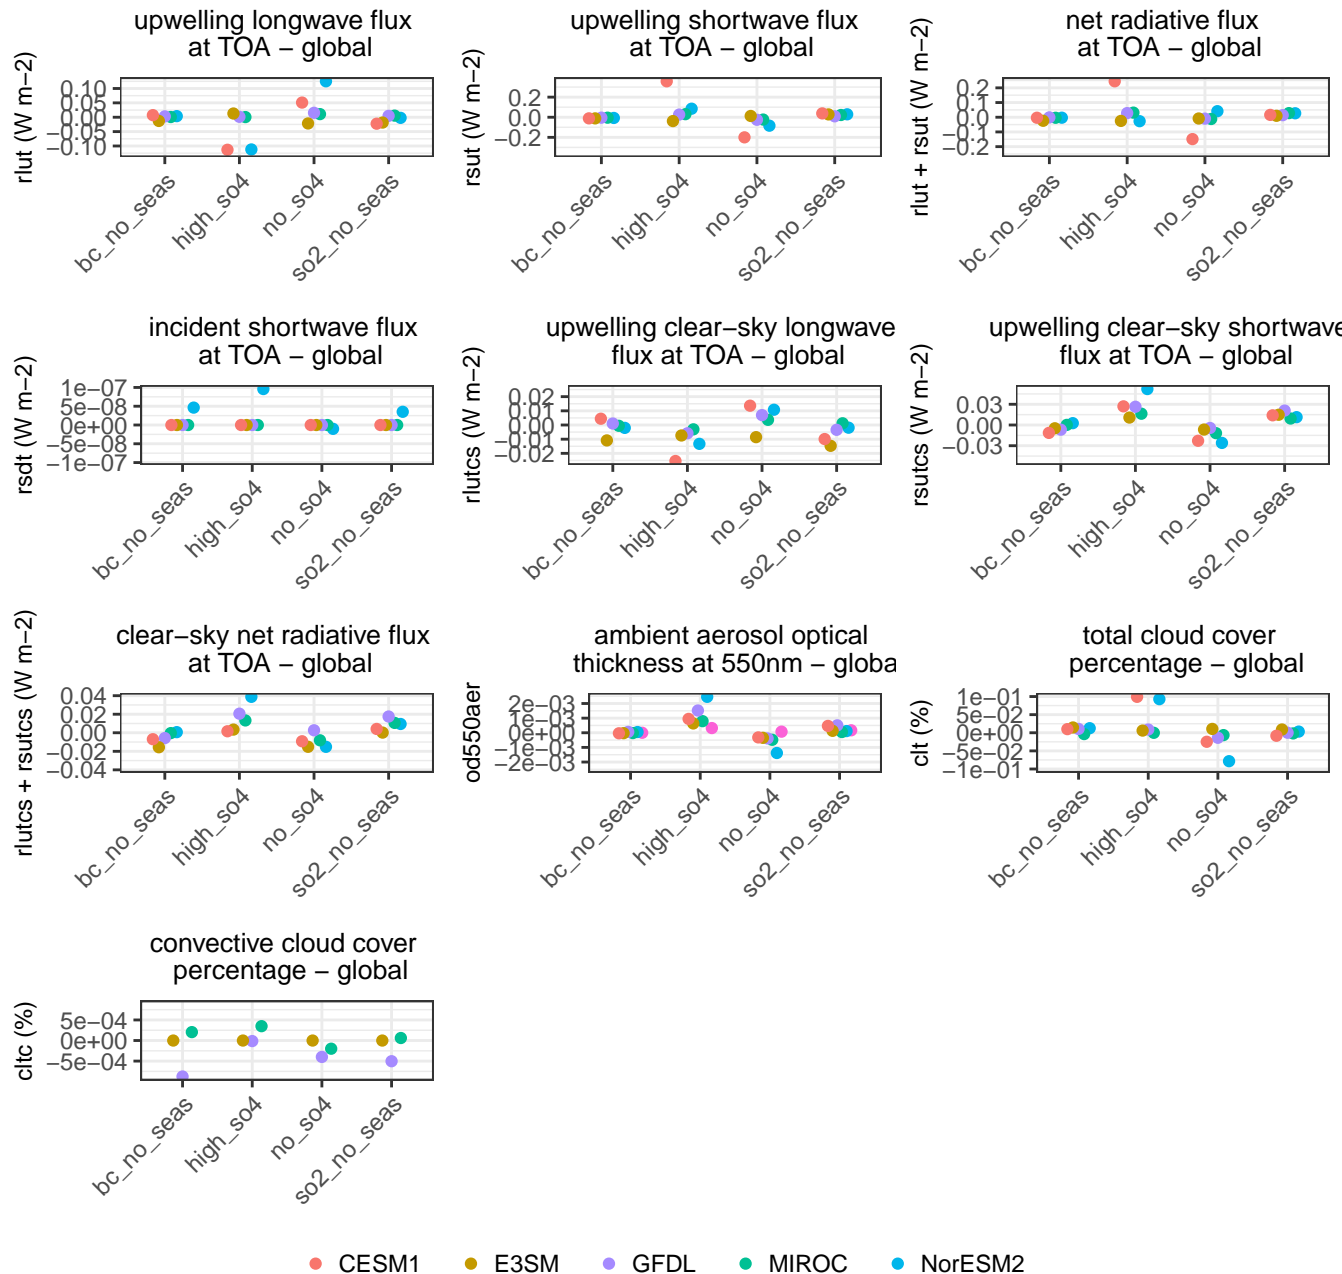 upwelling longwave flux
at TOA − global
rlut (W m−2)
0.10
0.05
0.00
−0.05
−0.10
bc_no_seas
high_so4
no_so4
so2_no_seas
upwelling shortwave flux
at TOA − global
rsut (W m−2)
0.2
0.0
−0.2
bc_no_seas
high_so4
no_so4
so2_no_seas
net radiative flux
at TOA − global
rlut + rsut (W m−2)
0.2
0.1
0.0
−0.1
−0.2
bc_no_seas
high_so4
no_so4
so2_no_seas
incident shortwave flux
at TOA − global
rsdt (W m−2)
1e−07
5e−08
0e+00
−5e−08
−1e−07
bc_no_seas
high_so4
no_so4
so2_no_seas
upwelling clear−sky longwave
flux at TOA − global
rlutcs (W m−2)
0.02
0.01
0.00
−0.01
−0.02
bc_no_seas
high_so4
no_so4
so2_no_seas
upwelling clear−sky shortwave
flux at TOA − global
rsutcs (W m−2)
0.03
0.00
−0.03
bc_no_seas
high_so4
no_so4
so2_no_seas
clear−sky net radiative flux
at TOA − global
rlutcs + rsutcs (W m−2)
0.04
0.02
0.00
−0.02
−0.04
bc_no_seas
high_so4
no_so4
so2_no_seas
ambient aerosol optical
thickness at 550nm − globa
od550aer
2e−03
1e−03
0e+00
−1e−03
−2e−03
bc_no_seas
high_so4
no_so4
so2_no_seas
total cloud cover
percentage − global
clt (%)
1e−01
5e−02
0e+00
−5e−02
−1e−01
bc_no_seas
high_so4
no_so4
so2_no_seas
convective cloud cover
percentage − global
cltc (%)
5e−04
0e+00
−5e−04
bc_no_seas
high_so4
no_so4
so2_no_seas
CESM1
E3SM
GFDL
MIROC
NorESM2